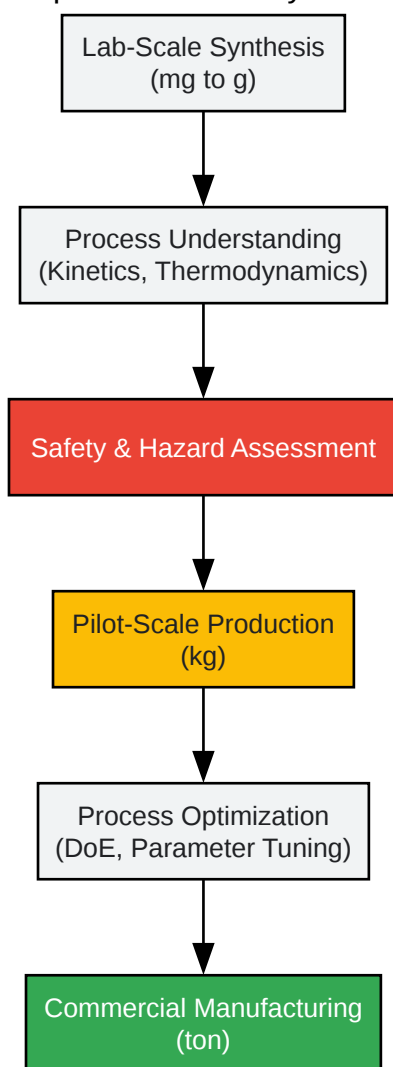 Lab-Scale Synthesis
(mg to g)
Process Understanding
(Kinetics, Thermodynamics)
Safety & Hazard Assessment
Pilot-Scale Production
(kg)
Process Optimization
(DoE, Parameter Tuning)
Commercial Manufacturing
(ton)